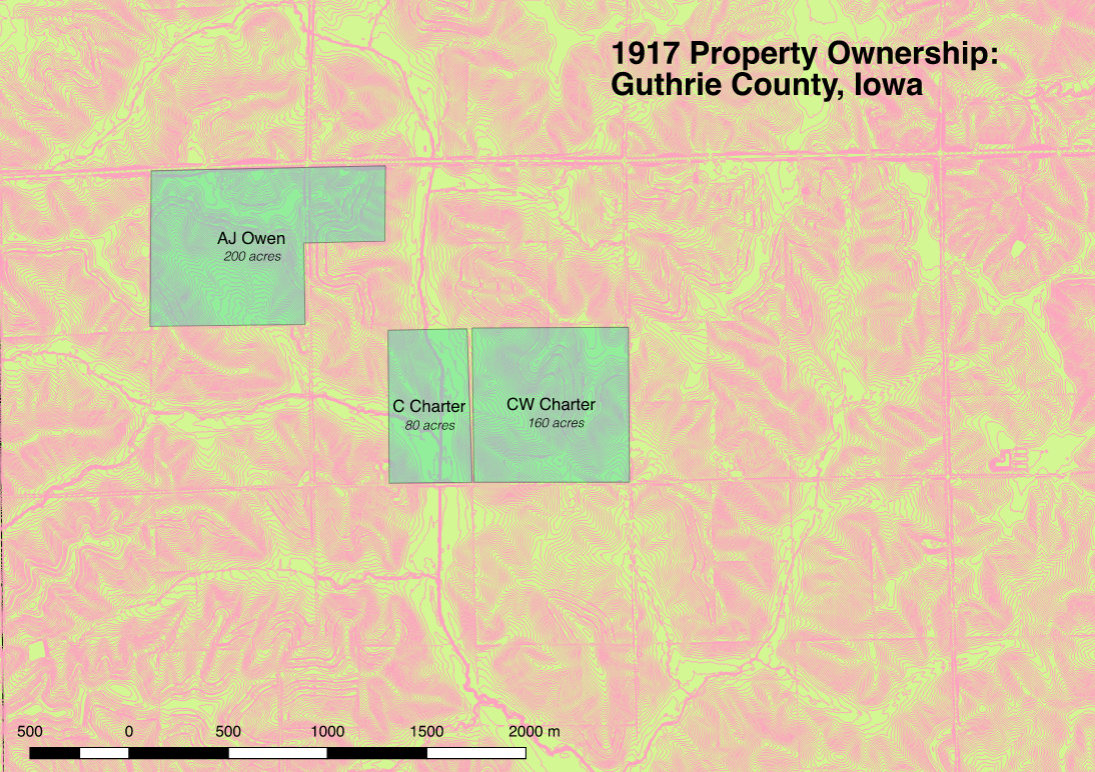 1917 Property Ownership:
Guthrie County, Iowa
AJ Owen
200 acres
C Charter
80 acres
CW Charter
160 acres
500 0 500 1000 1500 2000 m